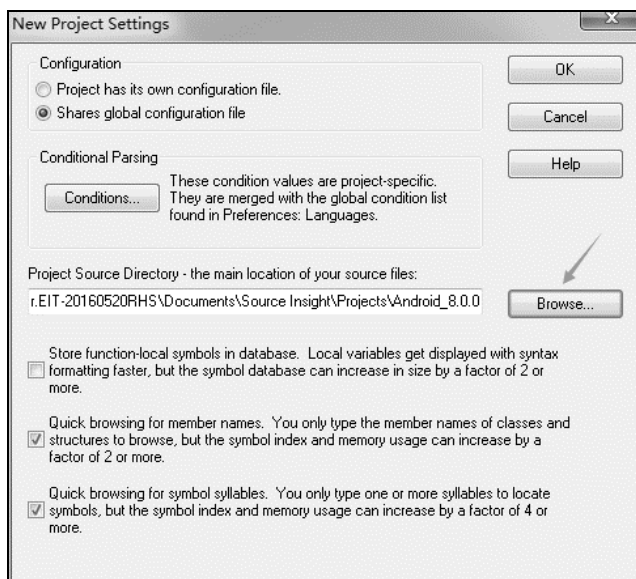 New Project Settings
Configuration
Project has its own configuration file.
Shares global configuration file
OK
Cancel
Help
Conditional Parsing
Conditions...
These condition values are project-specific.
They are merged with the global condition list
found in Preferences: Languages.
Project Source Directory - the main location of your source files:
r.EIT-20160520RHS\Documents\Source Insight\Projects\Android_8.0.0
Browse...
Store function-local symbols in database. Local variables get displayed with syntax
formatting faster, but the symbol database can increase in size by a factor of 2 or
more.
Quick browsing for member names. You only type the member names of classes and
structures to browse, but the symbol index and memory usage can increase by a
factor of 2 or more.
Quick browsing for symbol syllables. You only type one or more syllables to locate
symbols, but the symbol index and memory usage can increase by a factor of 4 or
more.